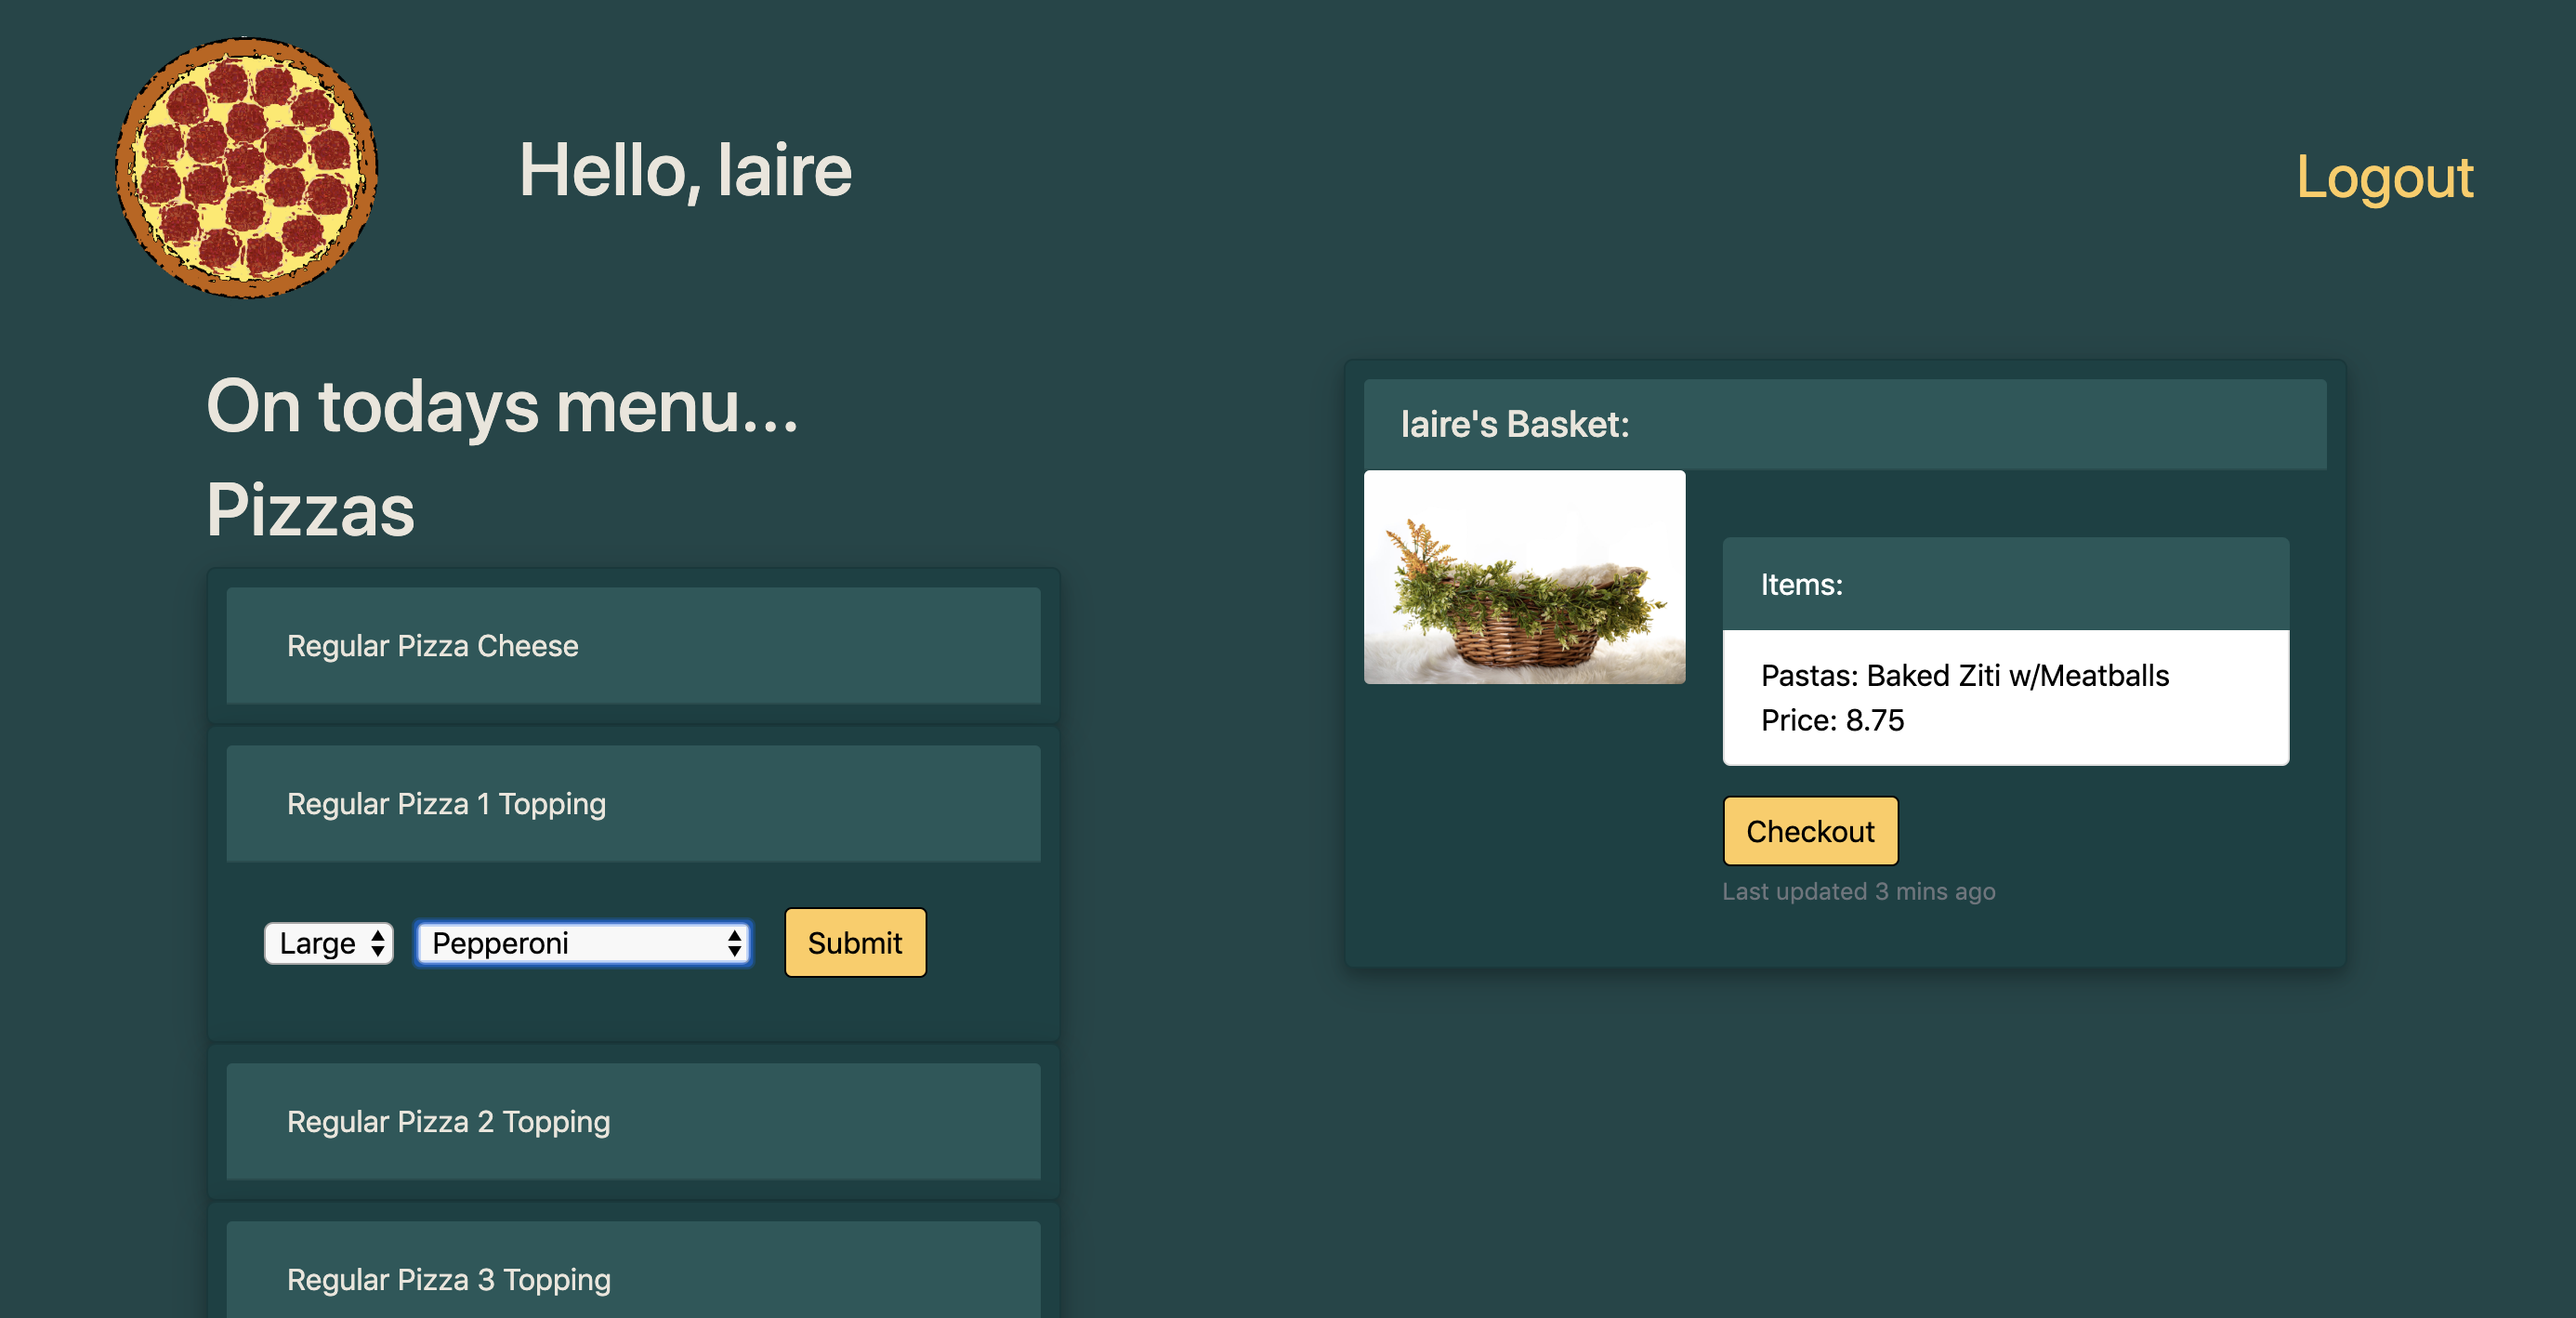 Hello, laire
Logout
On todays menu...
Pizzas
Regular Pizza Cheese
Regular Pizza 1 Topping
Large
Pepperoni
Submit
Regular Pizza 2 Topping
Regular Pizza 3 Topping
laire's Basket:
Items:
Pastas: Baked Ziti w/Meatballs
Price: 8.75
Checkout
Last updated 3 mins ago